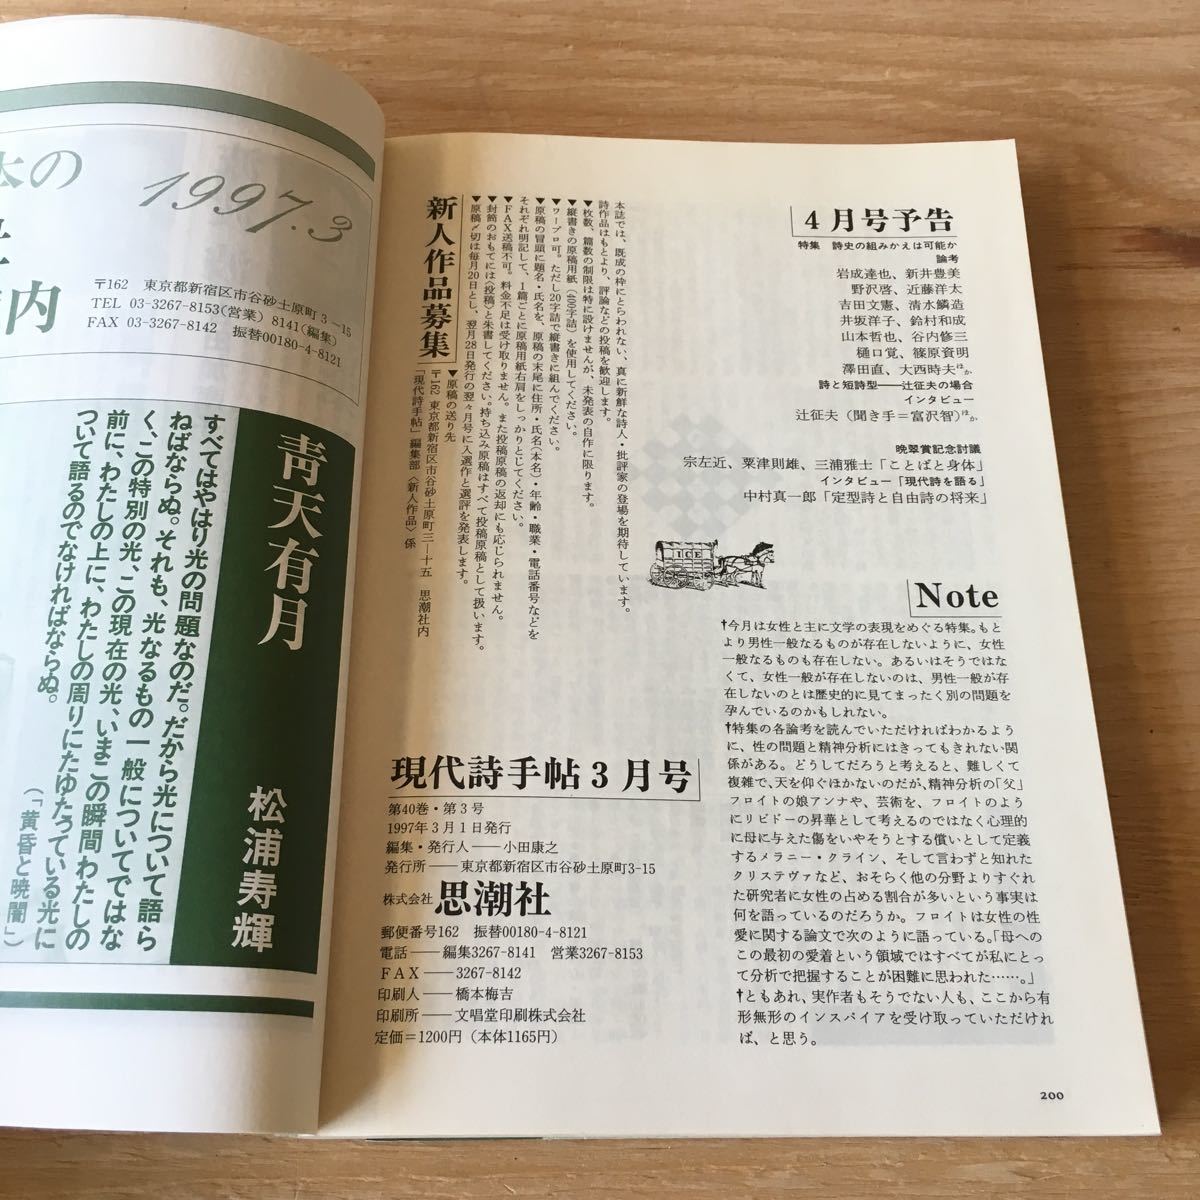 本の
1997.3
社
案内
〒162 東京都新宿区市谷砂土原町3―15
TEL 03-3267-8153(営業) 8141(編集)
FAX 03-3267-8142 振替00180-4-8121
青天有月
松浦寿輝
すべてはやはり光の問題なのだ。だから光について語ら
ねばならぬ。それも、光なるもの一般についてではな
く、この特別の光、この現在の光、いまこの瞬間わたしの
前に、わたしの上に、わたしの周りにたゆたっている光に
ついて語るのでなければならぬ。
(「黄昏と暁闇」)
4月号予告
特集 詩史の組みかえは可能か
論考
岩成達也、新井豊美
野沢啓、近藤洋太
吉田文憲、清水鱗造
井坂洋子、鈴村和成
山本哲也、谷内修三
樋口覚、篠原資明
澤田直、大西時夫ほか
詩と短詩型――辻征夫の場合
インタビュー
辻征夫(聞き手=富沢智)ほか
晩翠賞記念討議
宗左近、粟津則雄、三浦雅士「ことばと身体」
インタビュー「現代詩を語る」
中村真一郎「定型詩と自由詩の将来」
新人作品募集
本誌では、既成の枠にとらわれない、真に新鮮な詩人・批評家の登場を期待しています。
詩作品はもとより、評論などの投稿を歓迎します。
▼枚数、篇数の制限は特に設けませんが、未発表の自作に限ります。
▼縦書きの原稿用紙(400字詰)を使用してください。
▼ワープロ可。ただし20字詰で縦書きに組んでください。
▼原稿の冒頭に題名・氏名を、原稿の末尾に住所・氏名(本名)・年齢・職業・電話番号などを
それぞれ明記して、1篇ごとに原稿用紙右肩をしっかりとじてください。
▼FAX送稿不可。料金不足は受け取りません。また投稿原稿の返却にも応じられません。
▼封筒のおもてには〈投稿〉と朱書してください。持ち込み原稿はすべて投稿原稿として扱います。
▼原稿〆切は毎月20日とし、翌月28日発行の翌々月号に入選作と選評を発表します。
▼原稿の送り先
〒162 東京都新宿区市谷砂土原町三―十五 思潮社内
「現代詩手帖」編集部〈新人作品〉係
ICE
Note
†今月は女性と主に文学の表現をめぐる特集。もと
より男性一般なるものが存在しないように、女性
一般なるものも存在しない。あるいはそうではな
くて、女性一般が存在しないのは、男性一般が存
在しないのとは歴史的に見てまったく別の問題を
孕んでいるのかもしれない。
†特集の各論考を読んでいただければわかるよう
に、性の問題と精神分析にはきってもきれない関
係がある。どうしてだろうと考えると、難しくて
複雑で、天を仰ぐほかないのだが、精神分析の「父」
フロイトの娘アンナや、芸術を、フロイトのよう
にリビドーの昇華として考えるのではなく心理的
に母に与えた傷をいやそうとする償いとして定義
するメラニー・クライン、そして言わずと知れた
クリステヴァなど、おそらく他の分野よりすぐれ
た研究者に女性の占める割合が多いという事実は
何を語っているのだろうか。フロイトは女性の性
愛に関する論文で次のように語っている。「母への
この最初の愛着という領域ではすべてが私にとっ
て分析で把握することが困難に思われた……。」
†ともあれ、実作者もそうでない人も、ここから有
形無形のインスパイアを受け取っていただけれ
ば、と思う。
現代詩手帖3月号
第40巻・第3号
1997年3月1日発行
編集・発行人――小田康之
発行所――東京都新宿区市谷砂土原町3-15
株式会社 思潮社
郵便番号162 振替00180-4-8121
電話――編集3267-8141 営業3267-8153
FAX――3267-8142
印刷人――橋本梅吉
印刷所――文唱堂印刷株式会社
定価=1200円(本体1165円)
200